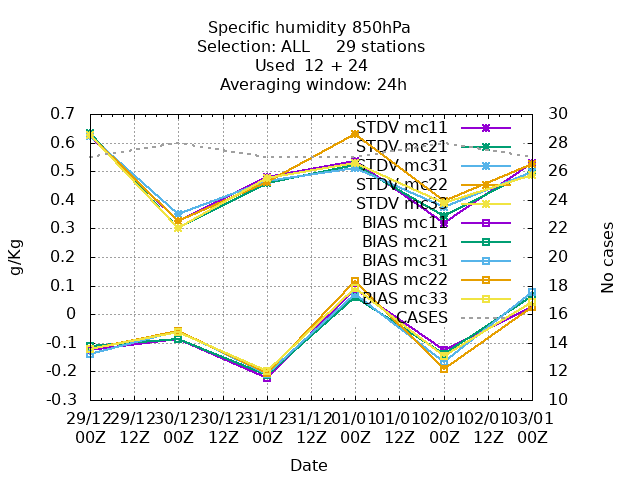 Specific humidity 850hPa
Selection: ALL     29 stations
Used  12 + 24
Averaging window: 24h
0.7
0.6
0.5
0.4
0.3
0.2
0.1
0
-0.1
-0.2
-0.3
g/Kg
30
28
26
24
22
20
18
16
14
12
10
No cases
STDV mc11
STDV mc21
STDV mc31
STDV mc22
STDV mc33
BIAS mc11
BIAS mc21
BIAS mc31
BIAS mc22
BIAS mc33
CASES
29/12 29/12 30/12 30/12 31/12 31/12 01/01 01/01 02/01 02/01 03/01
00Z 12Z 00Z 12Z 00Z 12Z 00Z 12Z 00Z 12Z 00Z
Date